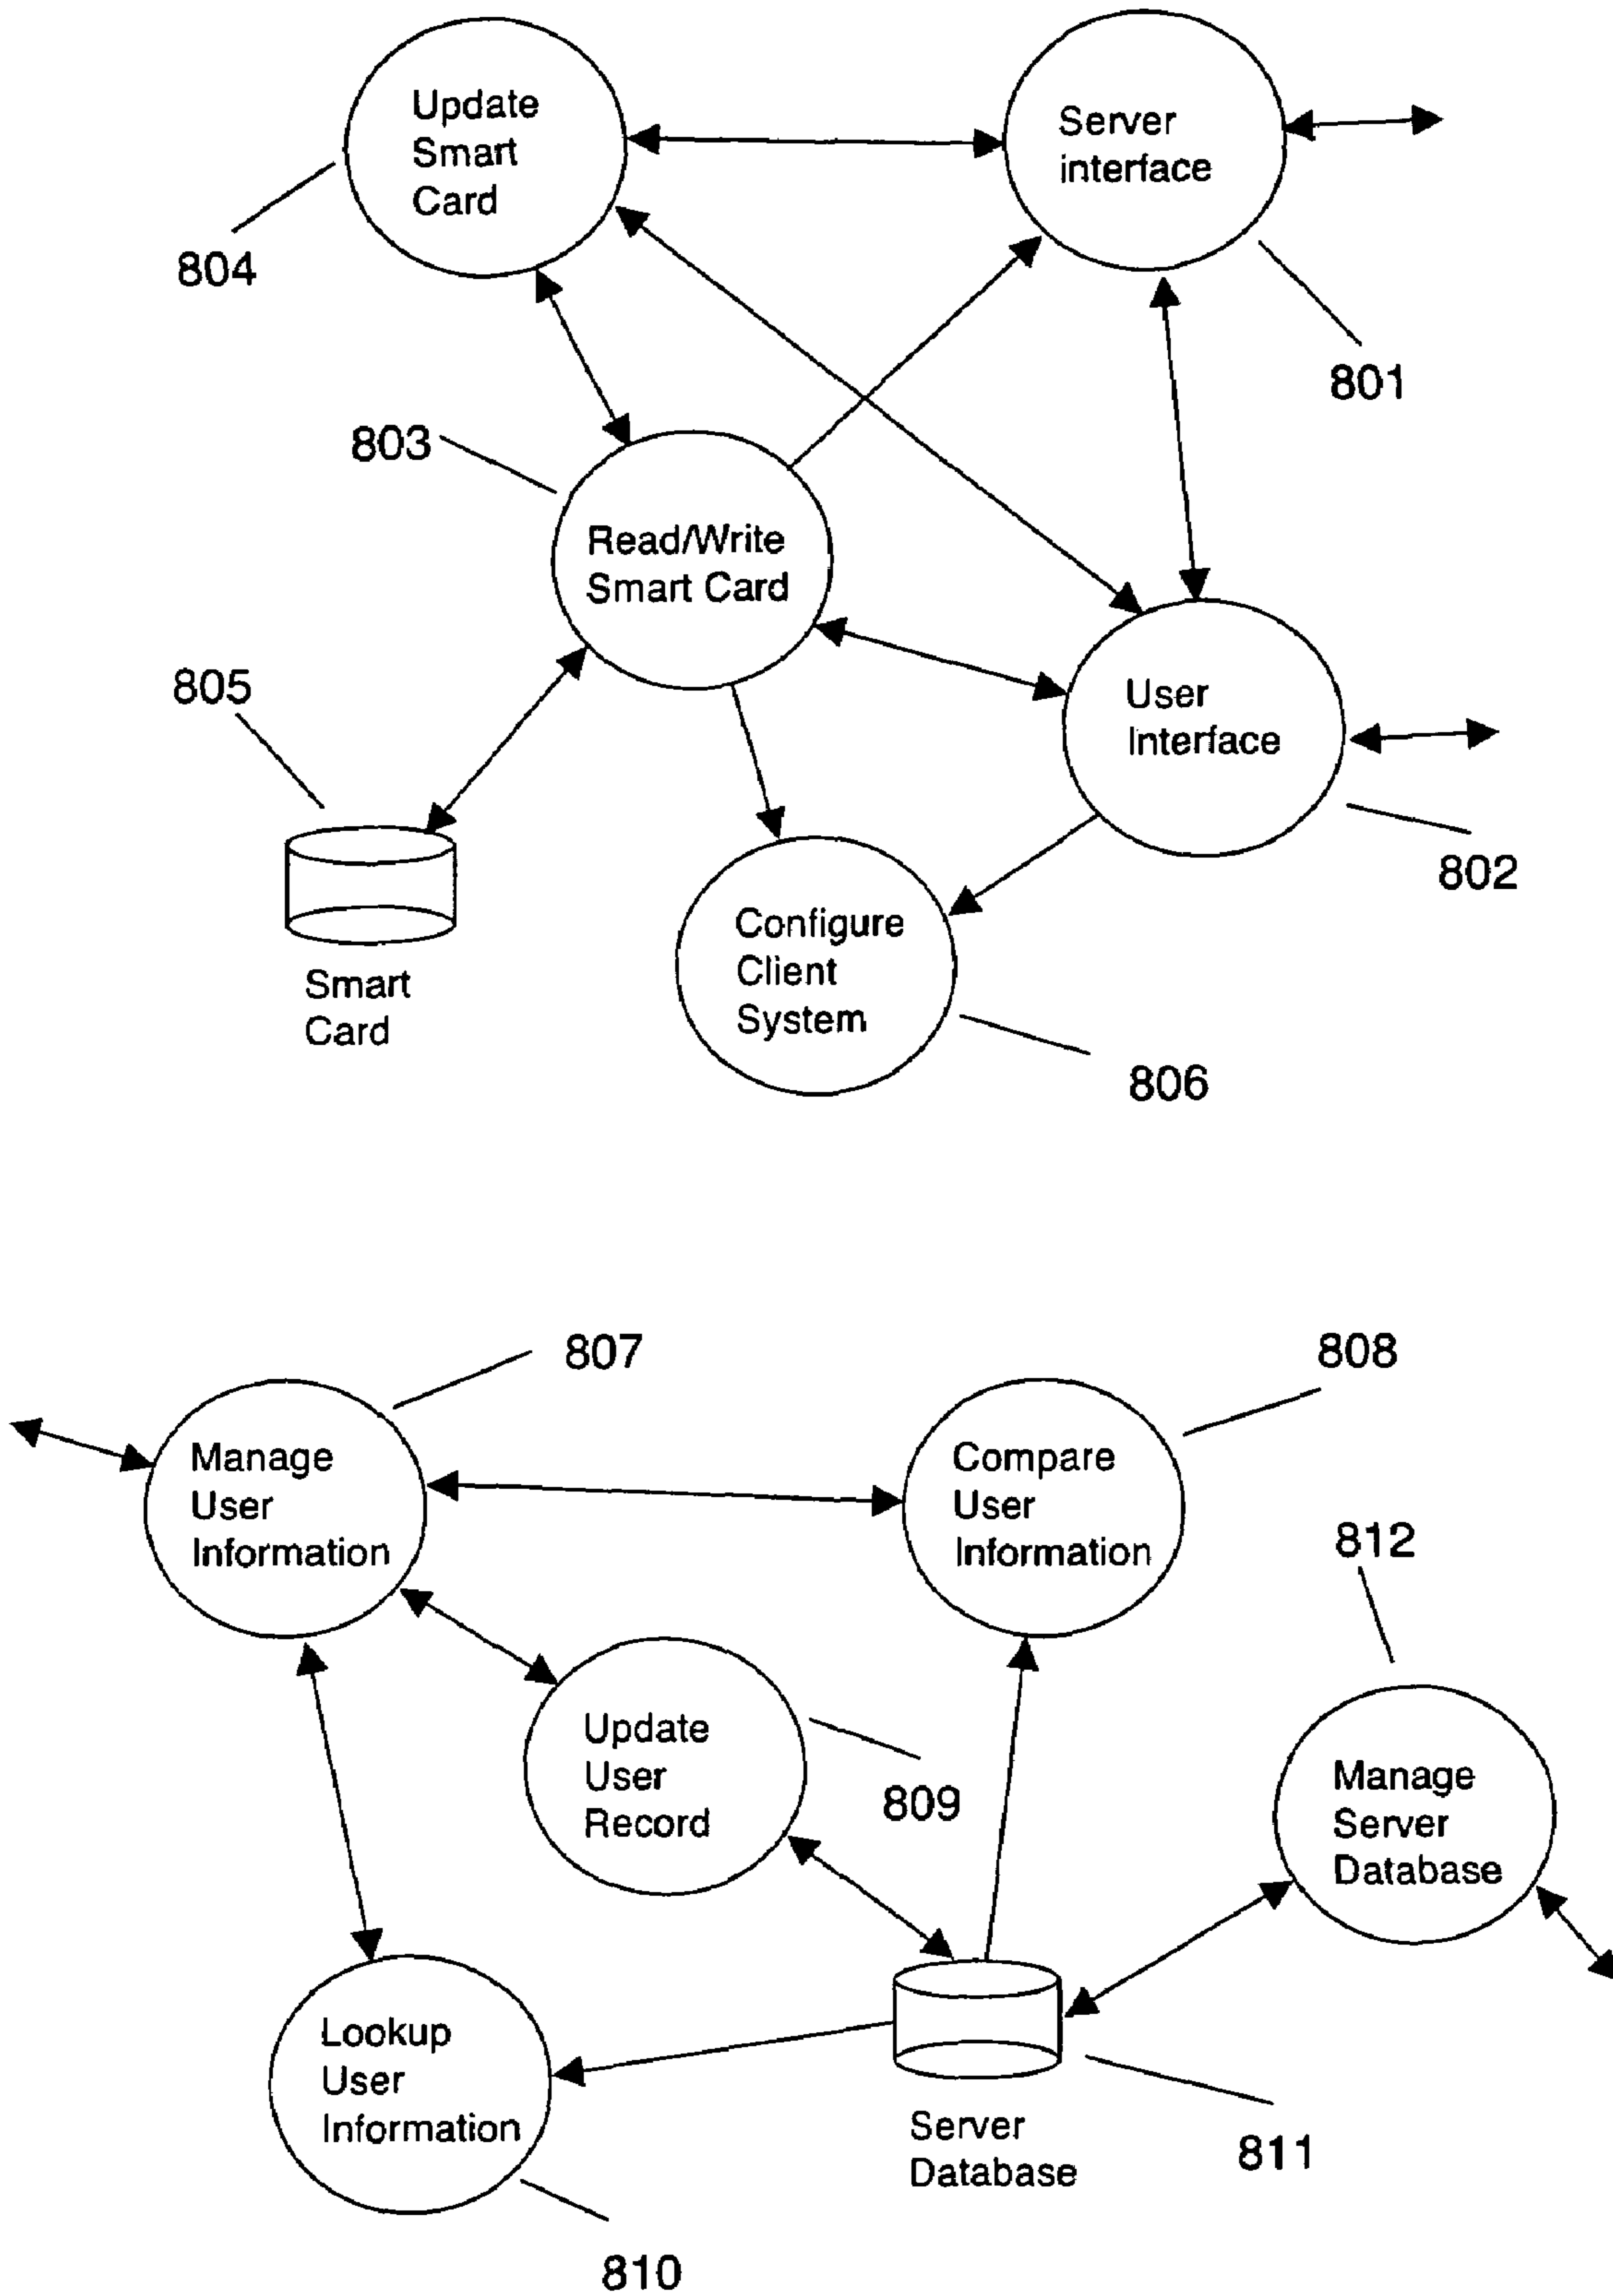 Update
Smart
Card
Server
interface
804
801
803
Read/Write
Smart Card
805
User
Interface
802
Configure
Client
System
Smart
Card
806
807
808
Manage
User
Information
Compare
User
Information
812
Update
User
Record
809
Manage
Server
Database
Lookup
User
Information
Server
Database
811
810